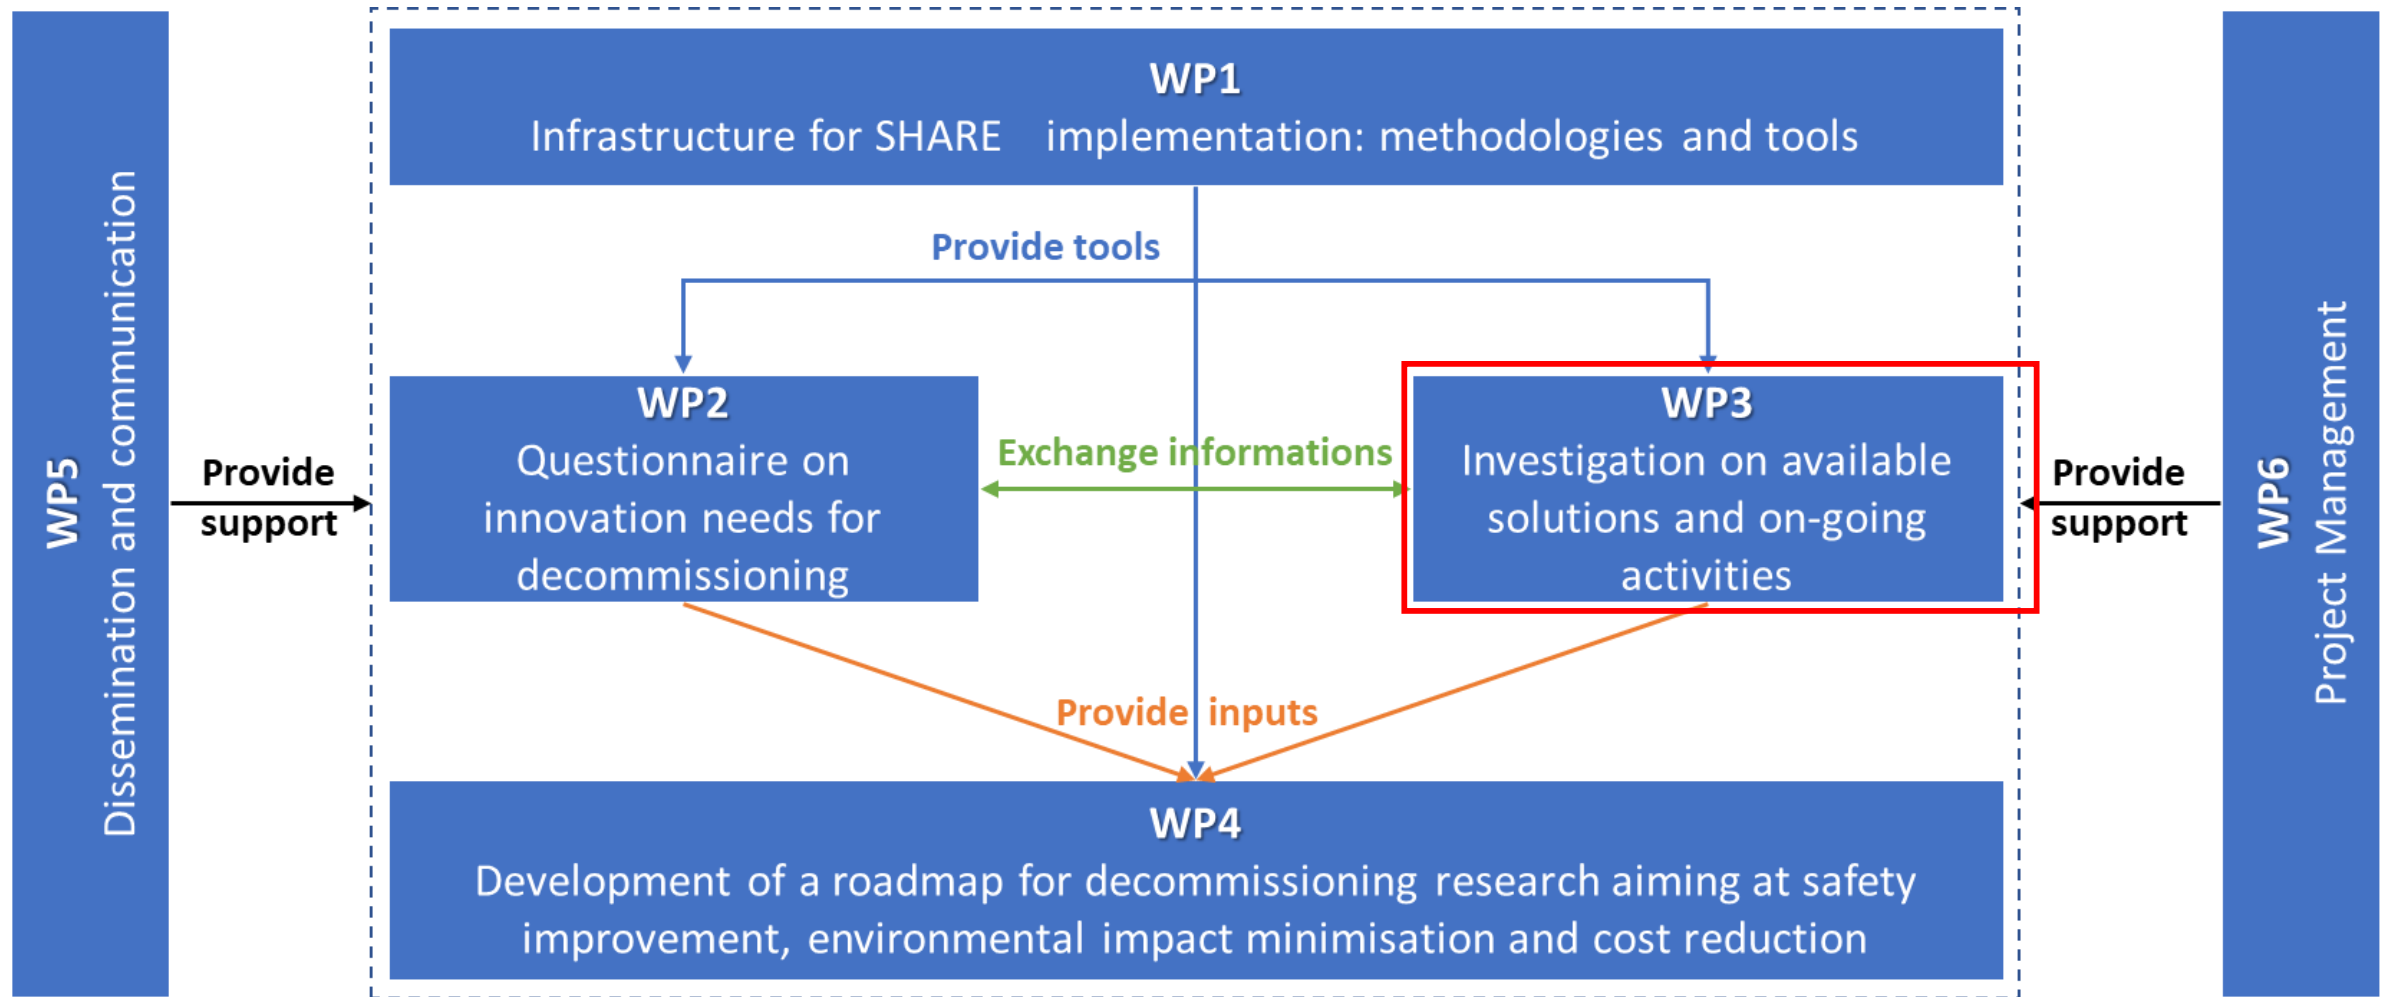 WP5
Dissemination and communication
Provide
support
WP1
Infrastructure for SHARE implementation: methodologies and tools
Provide tools
WP2
Questionnaire on
innovation needs for
decommissioning
Exchange informations
WP3
Investigation on available
solutions and on-going
activities
Provide inputs
WP4
Development of a roadmap for decommissioning research aiming at safety
improvement, environmental impact minimisation and cost reduction
Provide
support
WP6
Project Management